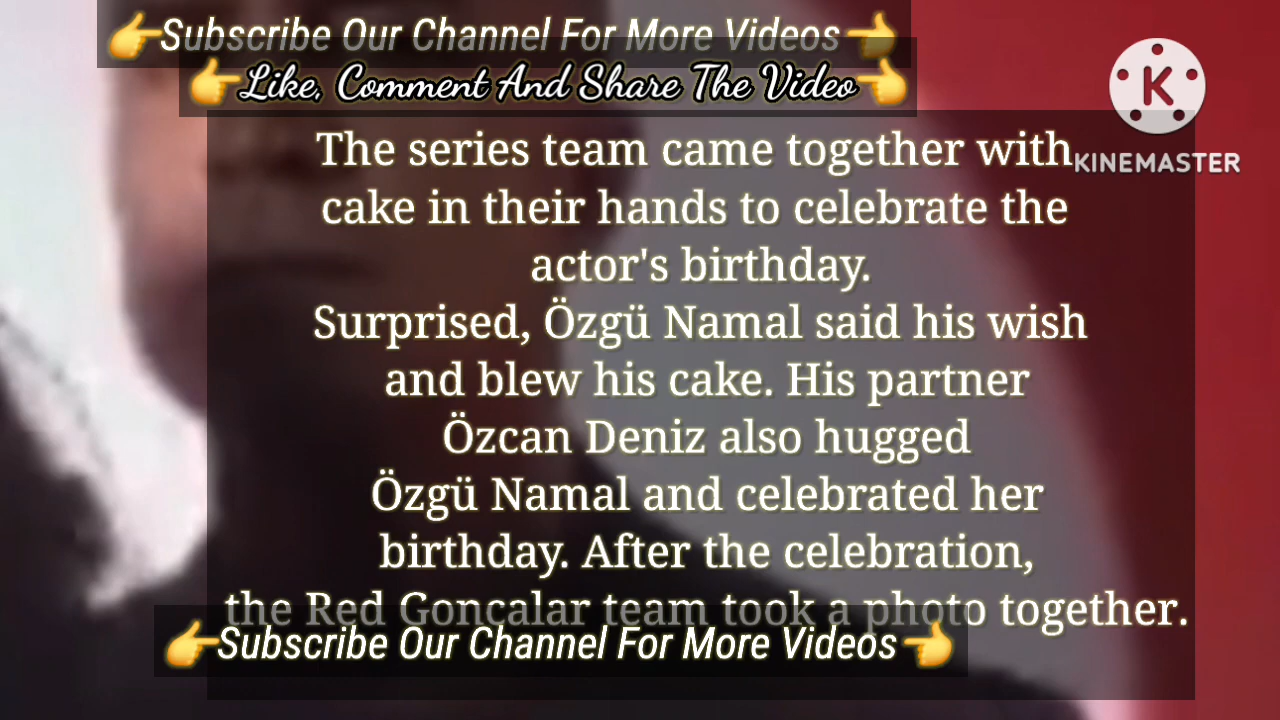 👉Subscribe Our Channel For More Videos👈
👉Like, Comment And Share The Video👈
K
KINEMASTER
The series team came together with
cake in their hands to celebrate the
actor's birthday.
Surprised, Özgü Namal said his wish
and blew his cake. His partner
Özcan Deniz also hugged
Özgü Namal and celebrated her
birthday. After the celebration,
the Red Goncalar team took a photo together.
👉Subscribe Our Channel For More Videos👈